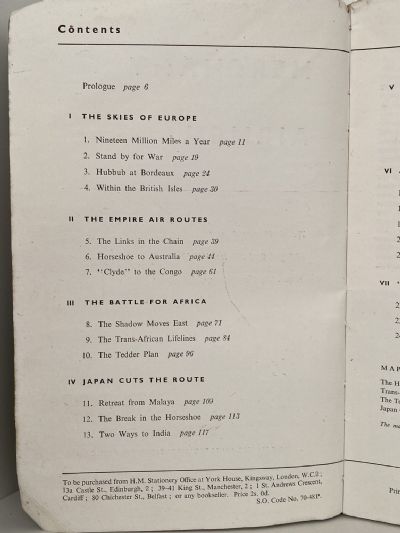 Contents
Prologue page 6
I THE SKIES OF EUROPE
1. Nineteen Million Miles a Year page 11
2. Stand by for War page 19
3. Hubbub at Bordeaux page 24
4. Within the British Isles page 30
II THE EMPIRE AIR ROUTES
5. The Links in the Chain page 39
6. Horseshoe to Australia page 44
7. "Clyde" to the Congo page 61
III THE BATTLE FOR AFRICA
8. The Shadow Moves East page 71
9. The Trans-African Lifelines page 84
10. The Tedder Plan page 96
IV JAPAN CUTS THE ROUTE
11. Retreat from Malaya page 109
12. The Break in the Horseshoe page 113
13. Two Ways to India page 117
To be purchased from H.M. Stationery Office at York House, Kingsway, London, W.C.2;
13a Castle St., Edinburgh, 2; 39-41 King St., Manchester, 2; 1 St. Andrews Crescent,
Cardiff; 80 Chichester St., Belfast; or any bookseller. Price 2s. 0d.
S.O. Code No. 70-481*
V
VI
VII
MAP
The H
Trans-
The Te
Japan
The ma
Prin